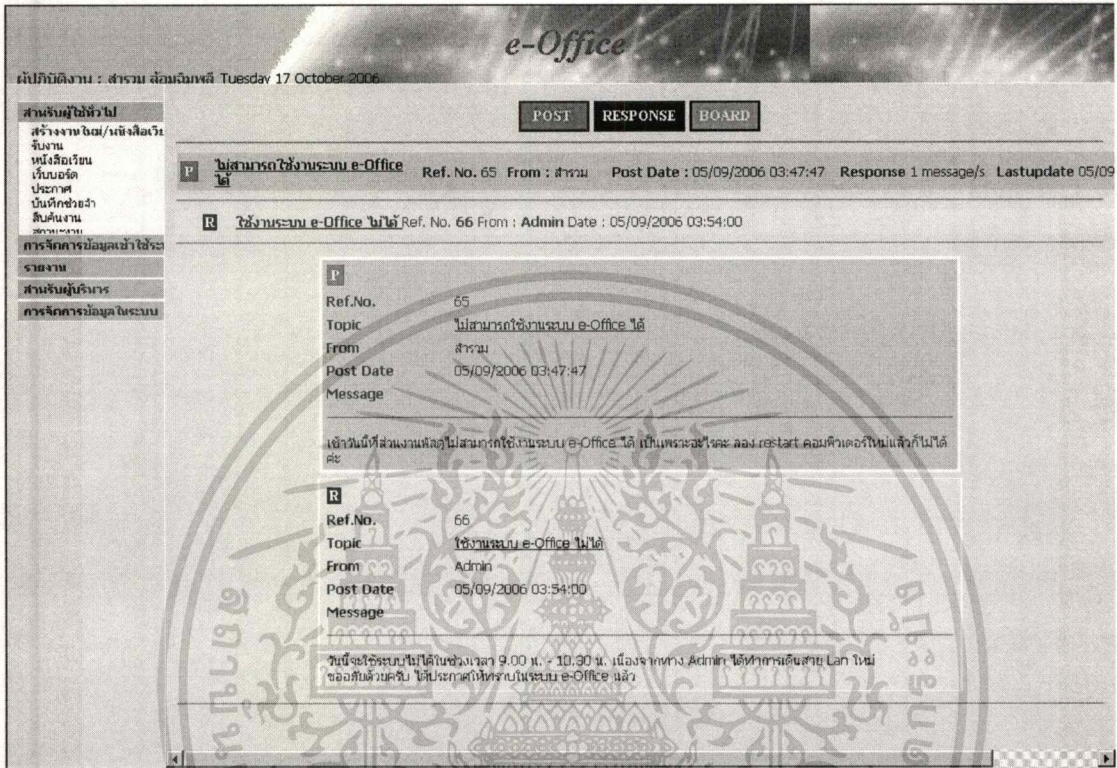 e-Office
ผู้ปฏิบัติงาน : สำรวม ล้อมฉิมพลี Tuesday 17 October 2006
สำหรับผู้ใช้ทั่วไป
สร้างงานใหม่/หนังสือเวีย
รับงาน
หนังสือเวียน
เว็บบอร์ด
ประกาศ
บันทึกช่วยจำ
สืบค้นงาน
สถานะงาน
การจัดการข้อมูลเข้าใช้ระ
รายงาน
สำหรับผู้บริหาร
การจัดการข้อมูลในระบบ
POST RESPONSE BOARD
P ไม่สามารถใช้งานระบบ e-Office ได้ Ref. No. 65 From : สำรวม Post Date : 05/09/2006 03:47:47 Response 1 message/s Lastupdate 05/09
R ใช้งานระบบ e-Office ไม่ได้ Ref. No. 66 From : Admin Date : 05/09/2006 03:54:00
P
Ref.No. 65
Topic ไม่สามารถใช้งานระบบ e-Office ได้
From สำรวม
Post Date 05/09/2006 03:47:47
Message
เช้าวันนี้ที่ส่วนงานพัสดุไม่สามารถใช้งานระบบ e-Office ได้ เป็นเพราะอะไรคะ ลอง restart คอมพิวเตอร์ใหม่แล้วก็ไม่ได้
ค่ะ
R
Ref.No. 66
Topic ใช้งานระบบ e-Office ไม่ได้
From Admin
Post Date 05/09/2006 03:54:00
Message
วันนี้จะใช้ระบบไม่ได้ในช่วงเวลา 9.00 น. - 10.30 น. เนื่องจากทาง Admin ได้ทำการเดินสาย Lan ใหม่
ขออภัยด้วยครับ ได้ประกาศให้ทราบในระบบ e-Office แล้ว